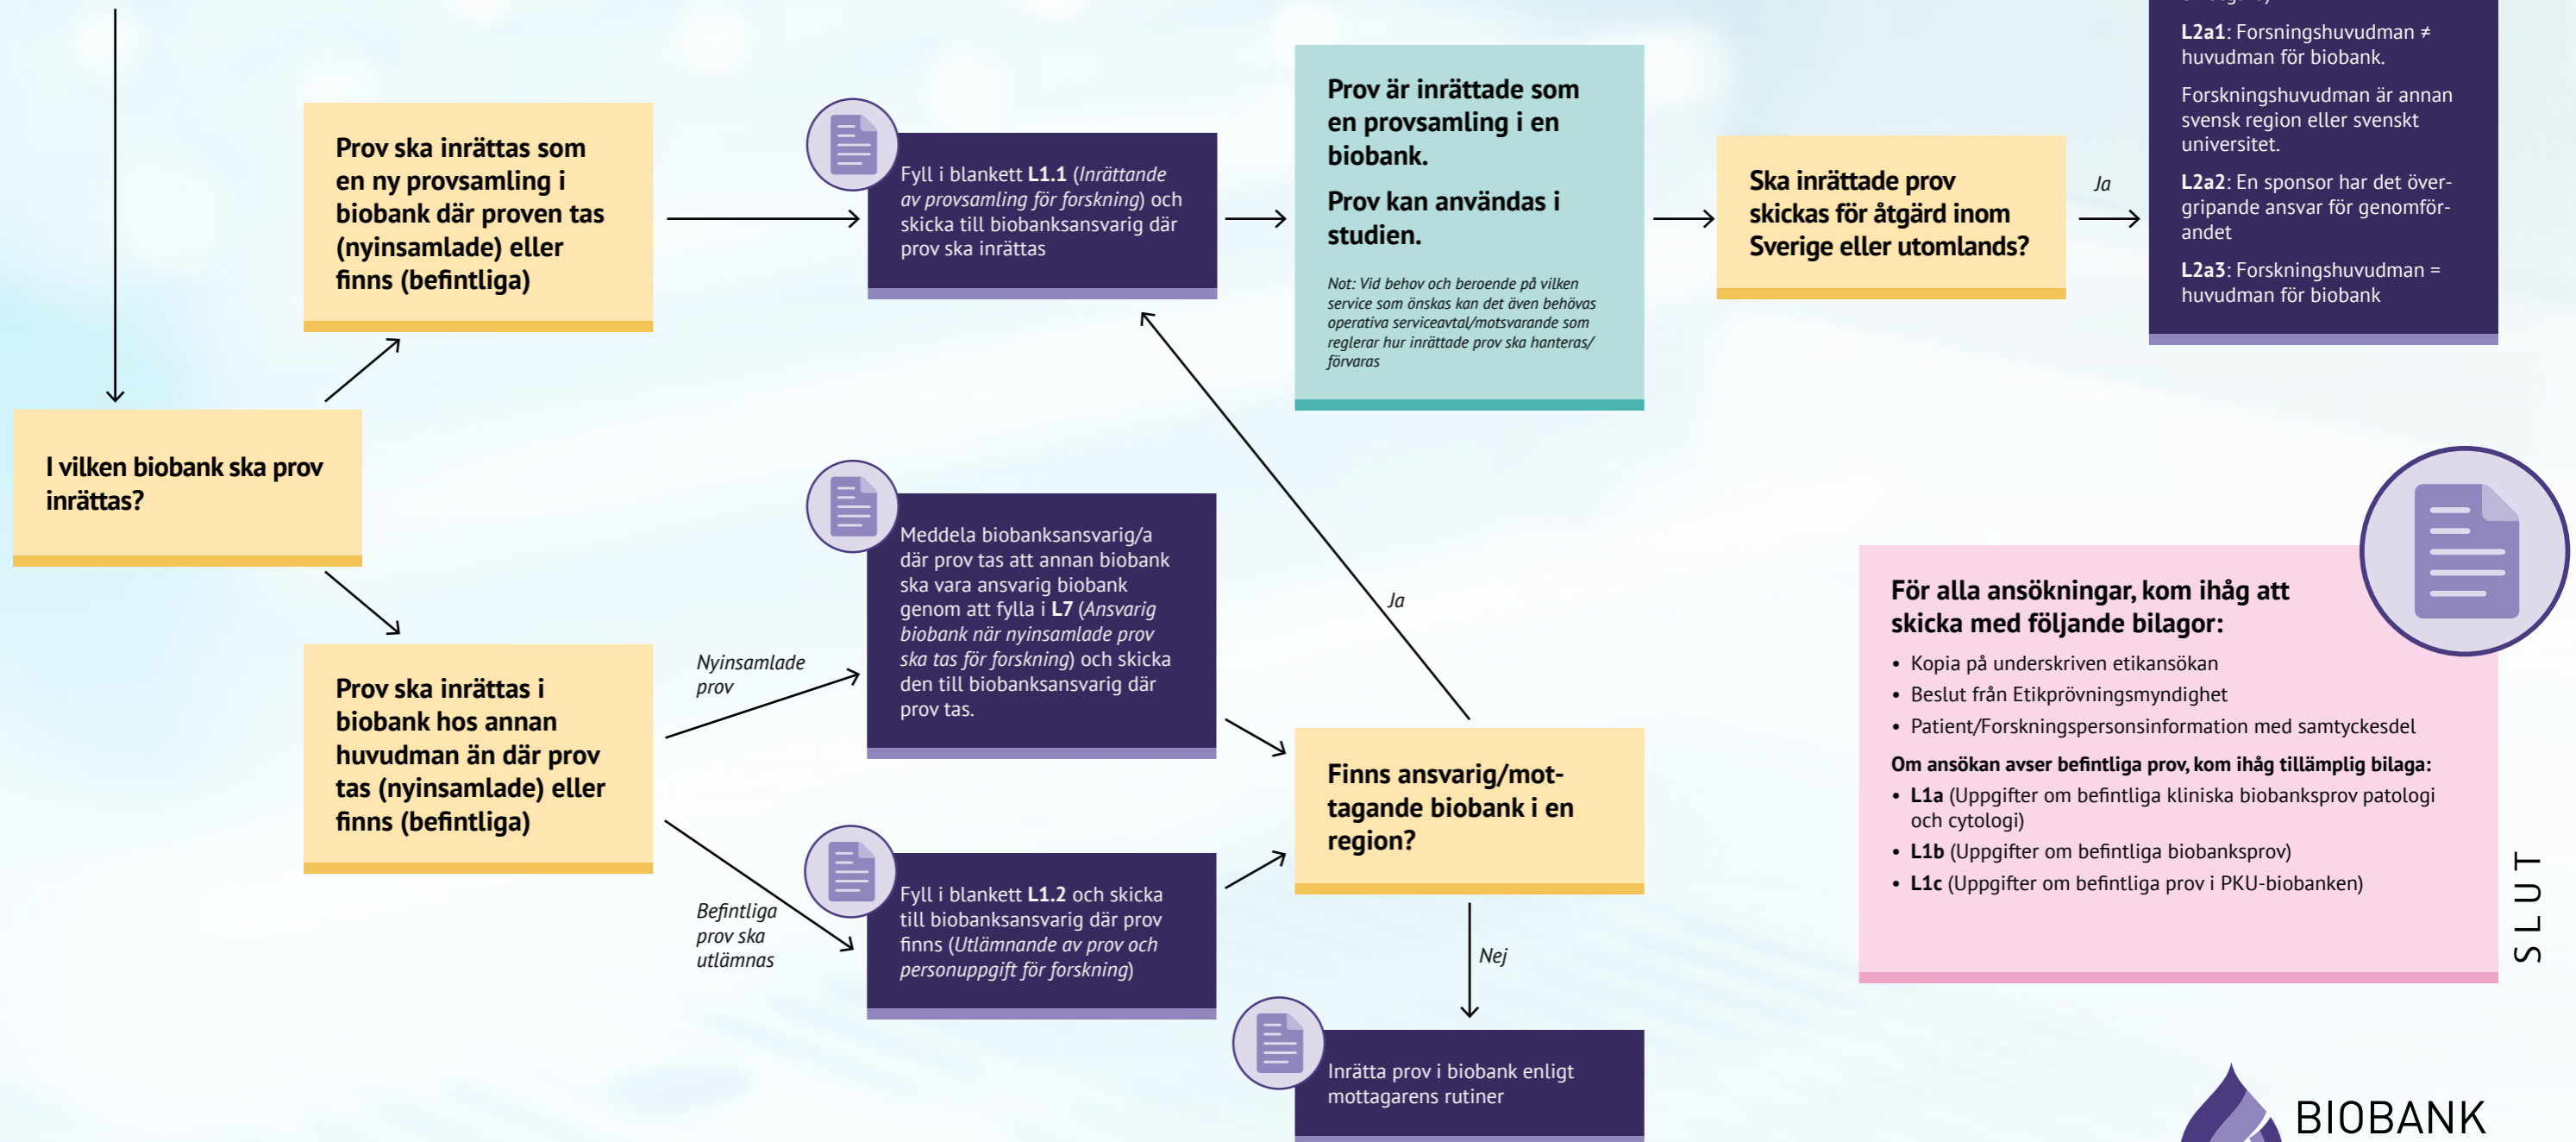 I vilken biobank ska prov
inrättas?
Prov ska inrättas som
en ny provsamling i
biobank där proven tas
(nyinsamlade) eller
finns (befintliga)
Fyll i blankett L1.1 (Inrättande
av provsamling för forskning) och
skicka till biobanksansvarig där
prov ska inrättas
Prov är inrättade som
en provsamling i en
biobank.
Prov kan användas i
studien.
Not: Vid behov och beroende på vilken
service som önskas kan det även behövas
operativa serviceavtal/motsvarande som
reglerar hur inrättade prov ska hanteras/
förvaras
Ska inrättade prov
skickas för åtgärd inom
Sverige eller utomlands?
Ja
L2a1: Forsningshuvudman ≠
huvudman för biobank.
Forskningshuvudman är annan
svensk region eller svenskt
universitet.
L2a2: En sponsor har det över-
gripande ansvar för genomför-
andet
L2a3: Forskningshuvudman =
huvudman för biobank
Prov ska inrättas i
biobank hos annan
huvudman än där prov
tas (nyinsamlade) eller
finns (befintliga)
Nyinsamlade
prov
Meddela biobanksansvarig/a
där prov tas att annan biobank
ska vara ansvarig biobank
genom att fylla i L7 (Ansvarig
biobank när nyinsamlade prov
ska tas för forskning) och skicka
den till biobanksansvarig där
prov tas.
Befintliga
prov ska
utlämnas
Fyll i blankett L1.2 och skicka
till biobanksansvarig där prov
finns (Utlämnande av prov och
personuppgift för forskning)
Finns ansvarig/mot-
tagande biobank i en
region?
Ja
Nej
Inrätta prov i biobank enligt
mottagarens rutiner
För alla ansökningar, kom ihåg att
skicka med följande bilagor:
• Kopia på underskriven etikansökan
• Beslut från Etikprövningsmyndighet
• Patient/Forskningspersonsinformation med samtyckesdel
Om ansökan avser befintliga prov, kom ihåg tillämplig bilaga:
• L1a (Uppgifter om befintliga kliniska biobanksprov patologi
och cytologi)
• L1b (Uppgifter om befintliga biobanksprov)
• L1c (Uppgifter om befintliga prov i PKU-biobanken)
SLUT
BIOBANK